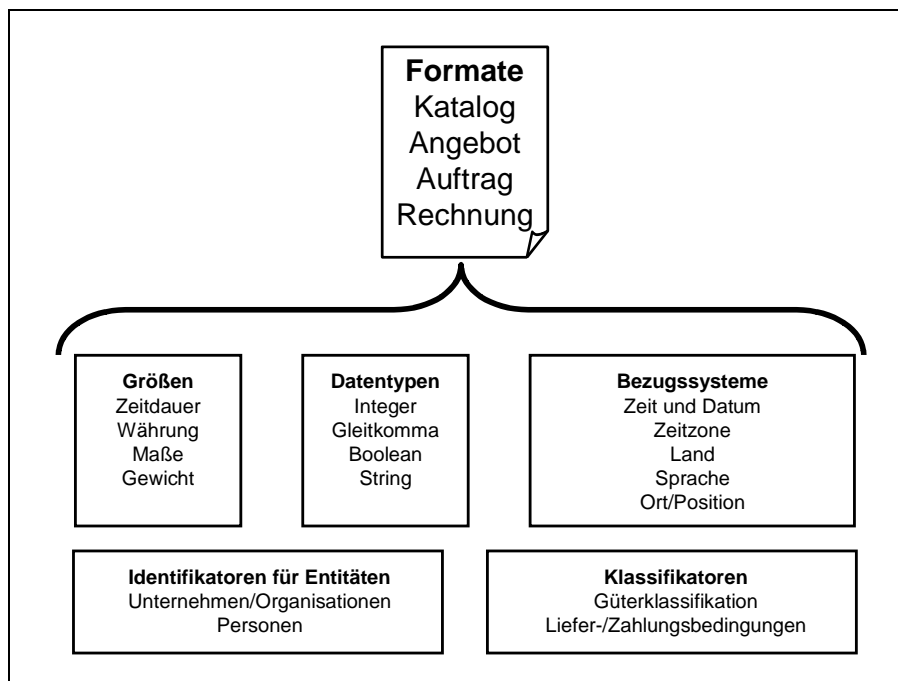 Formate
Katalog
Angebot
Auftrag
Rechnung
Größen
Zeitdauer
Währung
Maße
Gewicht
Datentypen
Integer
Gleitkomma
Boolean
String
Bezugssysteme
Zeit und Datum
Zeitzone
Land
Sprache
Ort/Position
Identifikatoren für Entitäten
Unternehmen/Organisationen
Personen
Klassifikatoren
Güterklassifikation
Liefer-/Zahlungsbedingungen